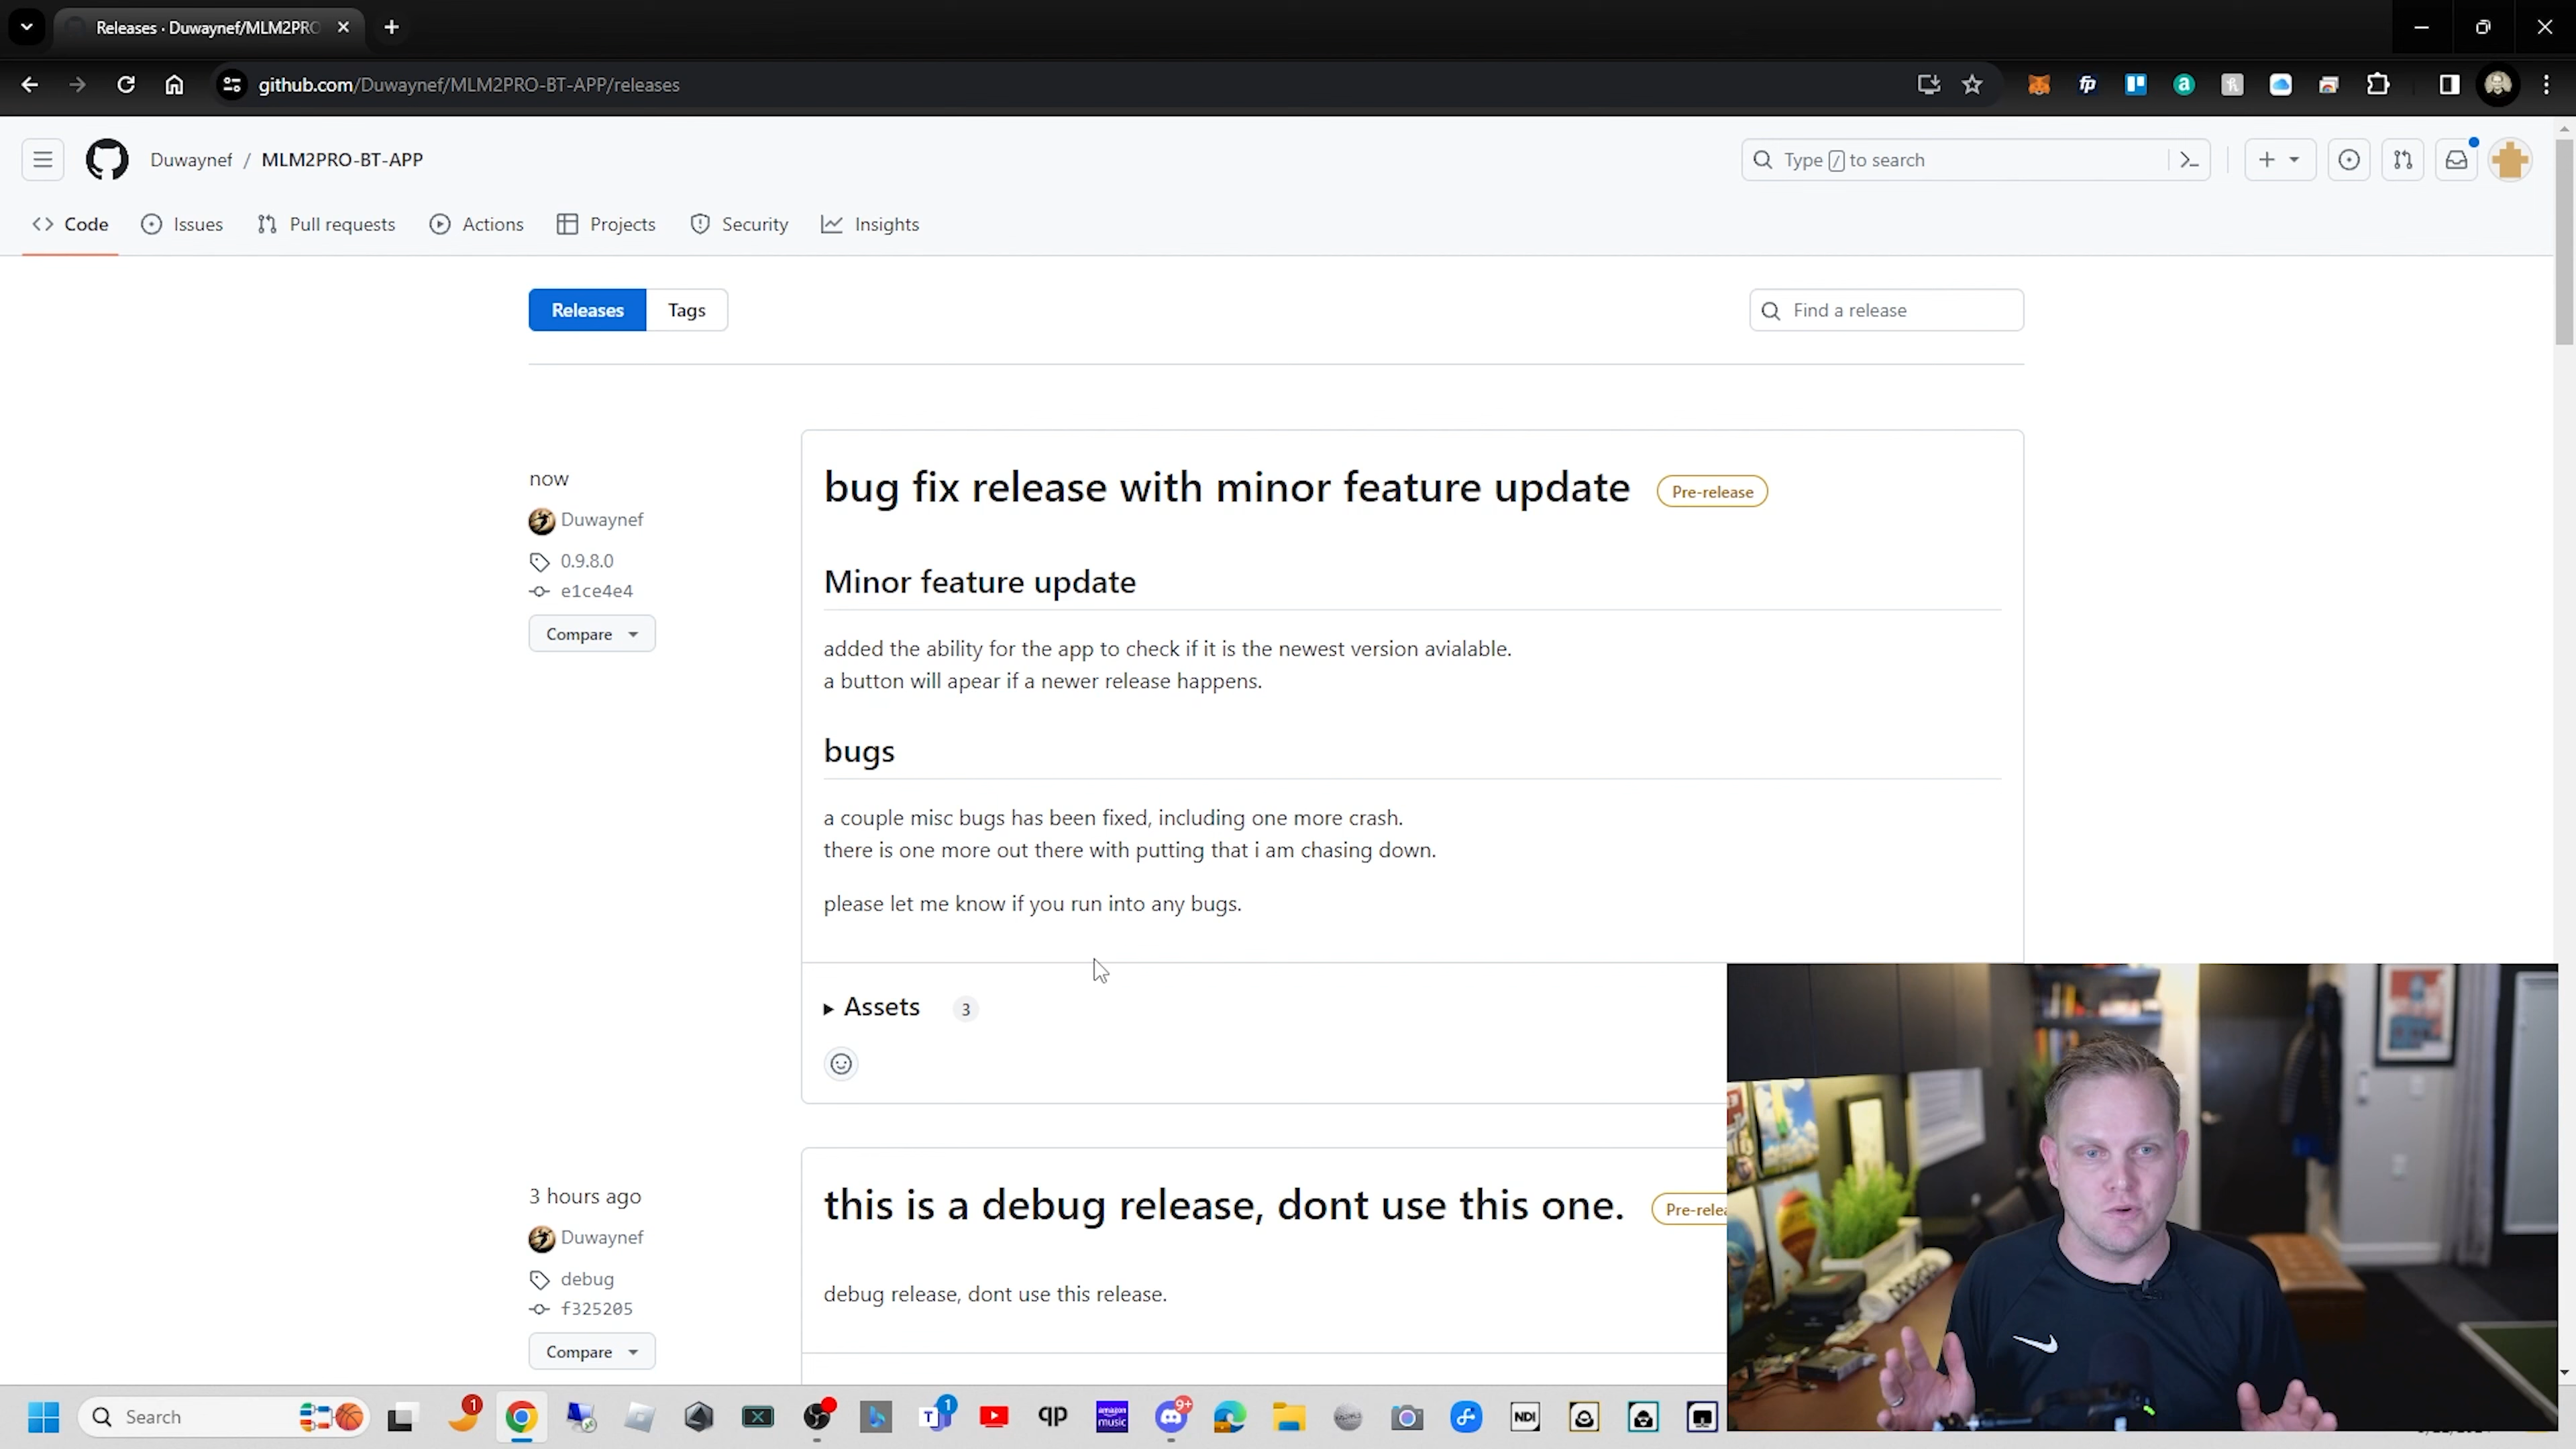 Releases · Duwaynef/MLM2PRO
github.com/Duwaynef/MLM2PRO-BT-APP/releases
Duwaynef / MLM2PRO-BT-APP
Type / to search
Code
Issues
Pull requests
Actions
Projects
Security
Insights
Releases
Tags
Find a release
now
Duwaynef
0.9.8.0
e1ce4e4
Compare
bug fix release with minor feature update
Pre-release
Minor feature update
added the ability for the app to check if it is the newest version avialable.
a button will apear if a newer release happens.
bugs
a couple misc bugs has been fixed, including one more crash.
there is one more out there with putting that i am chasing down.
please let me know if you run into any bugs.
Assets 3
3 hours ago
Duwaynef
debug
f325205
Compare
this is a debug release, dont use this one.
Pre-relea
debug release, dont use this release.
Search
1
1
amazon music
9+
NDI